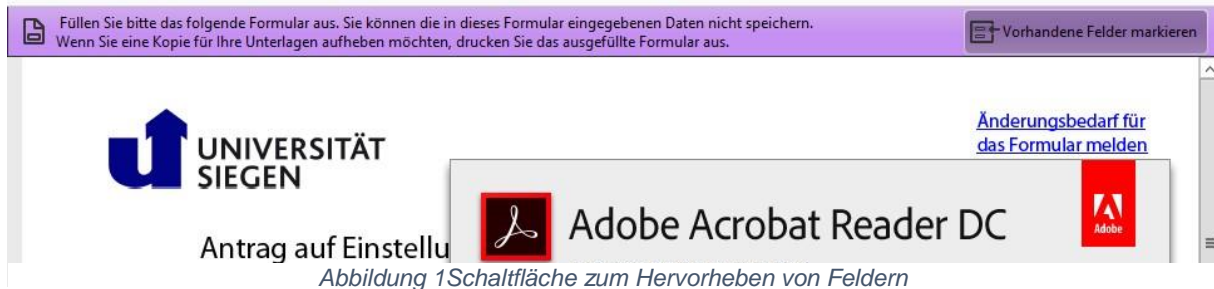 Füllen Sie bitte das folgende Formular aus. Sie können die in dieses Formular eingegebenen Daten nicht speichern.
Wenn Sie eine Kopie für Ihre Unterlagen aufheben möchten, drucken Sie das ausgefüllte Formular aus.
Vorhandene Felder markieren
UNIVERSITÄT
SIEGEN
Änderungsbedarf für
das Formular melden
Adobe Acrobat Reader DC
Adobe
Antrag auf Einstellu
Abbildung 1Schaltfläche zum Hervorheben von Feldern